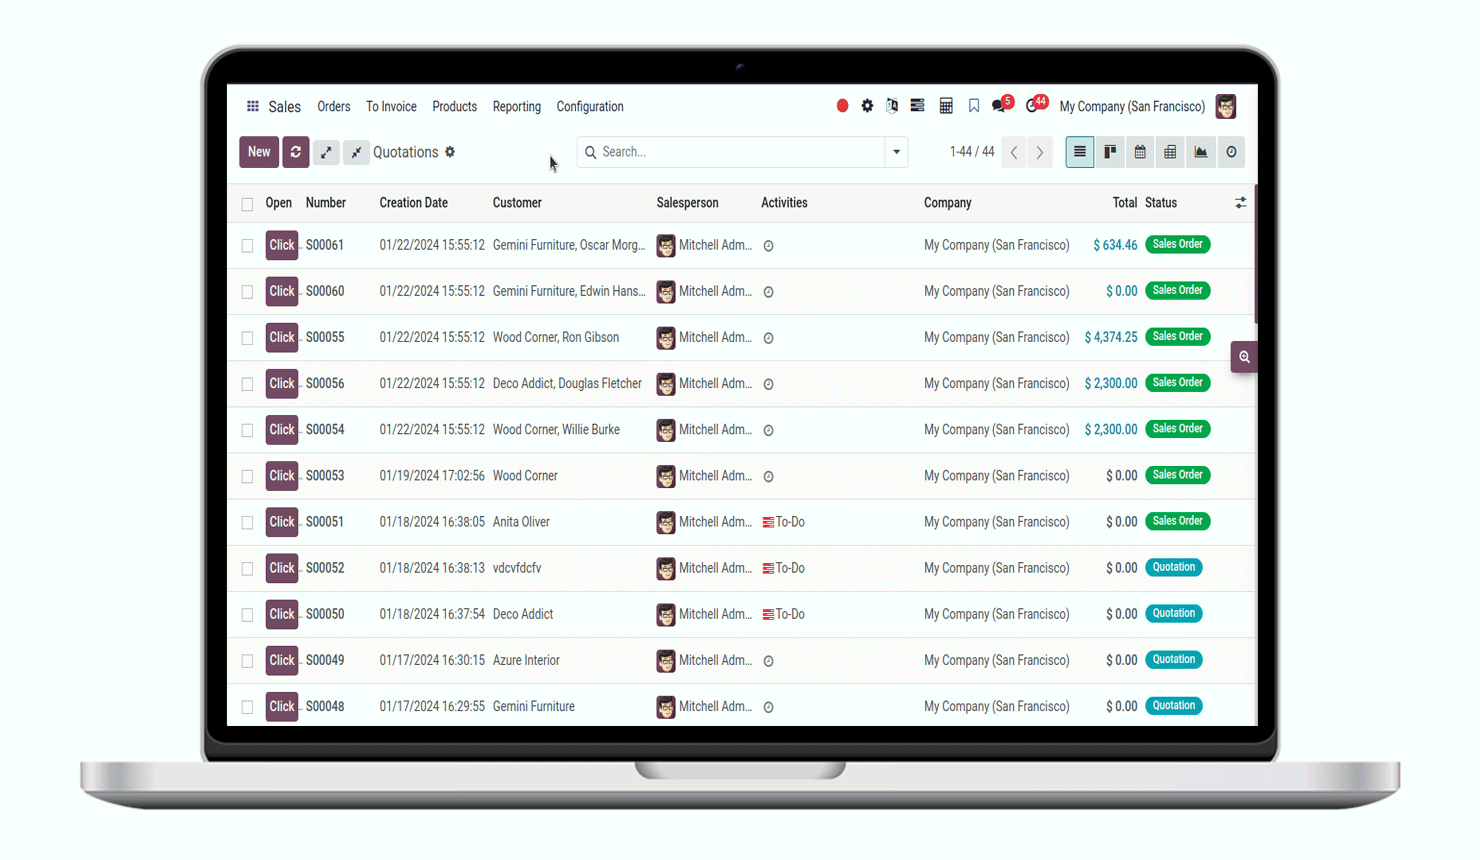 Sales Orders To Invoice Products Reporting Configuration 5 44 My Company (San Francisco)
New Quotations Search... 1-44 / 44
Open Number Creation Date Customer Salesperson Activities Company Total Status
Click S00061 01/22/2024 15:55:12 Gemini Furniture, Oscar Morg... Mitchell Adm... My Company (San Francisco) $ 634.46 Sales Order
Click S00060 01/22/2024 15:55:12 Gemini Furniture, Edwin Hans... Mitchell Adm... My Company (San Francisco) $ 0.00 Sales Order
Click S00055 01/22/2024 15:55:12 Wood Corner, Ron Gibson Mitchell Adm... My Company (San Francisco) $ 4,374.25 Sales Order
Click S00056 01/22/2024 15:55:12 Deco Addict, Douglas Fletcher Mitchell Adm... My Company (San Francisco) $ 2,300.00 Sales Order
Click S00054 01/22/2024 15:55:12 Wood Corner, Willie Burke Mitchell Adm... My Company (San Francisco) $ 2,300.00 Sales Order
Click S00053 01/19/2024 17:02:56 Wood Corner Mitchell Adm... My Company (San Francisco) $ 0.00 Sales Order
Click S00051 01/18/2024 16:38:05 Anita Oliver Mitchell Adm... To-Do My Company (San Francisco) $ 0.00 Sales Order
Click S00052 01/18/2024 16:38:13 vdcvfdcfv Mitchell Adm... To-Do My Company (San Francisco) $ 0.00 Quotation
Click S00050 01/18/2024 16:37:54 Deco Addict Mitchell Adm... To-Do My Company (San Francisco) $ 0.00 Quotation
Click S00049 01/17/2024 16:30:15 Azure Interior Mitchell Adm... My Company (San Francisco) $ 0.00 Quotation
Click S00048 01/17/2024 16:29:55 Gemini Furniture Mitchell Adm... My Company (San Francisco) $ 0.00 Quotation